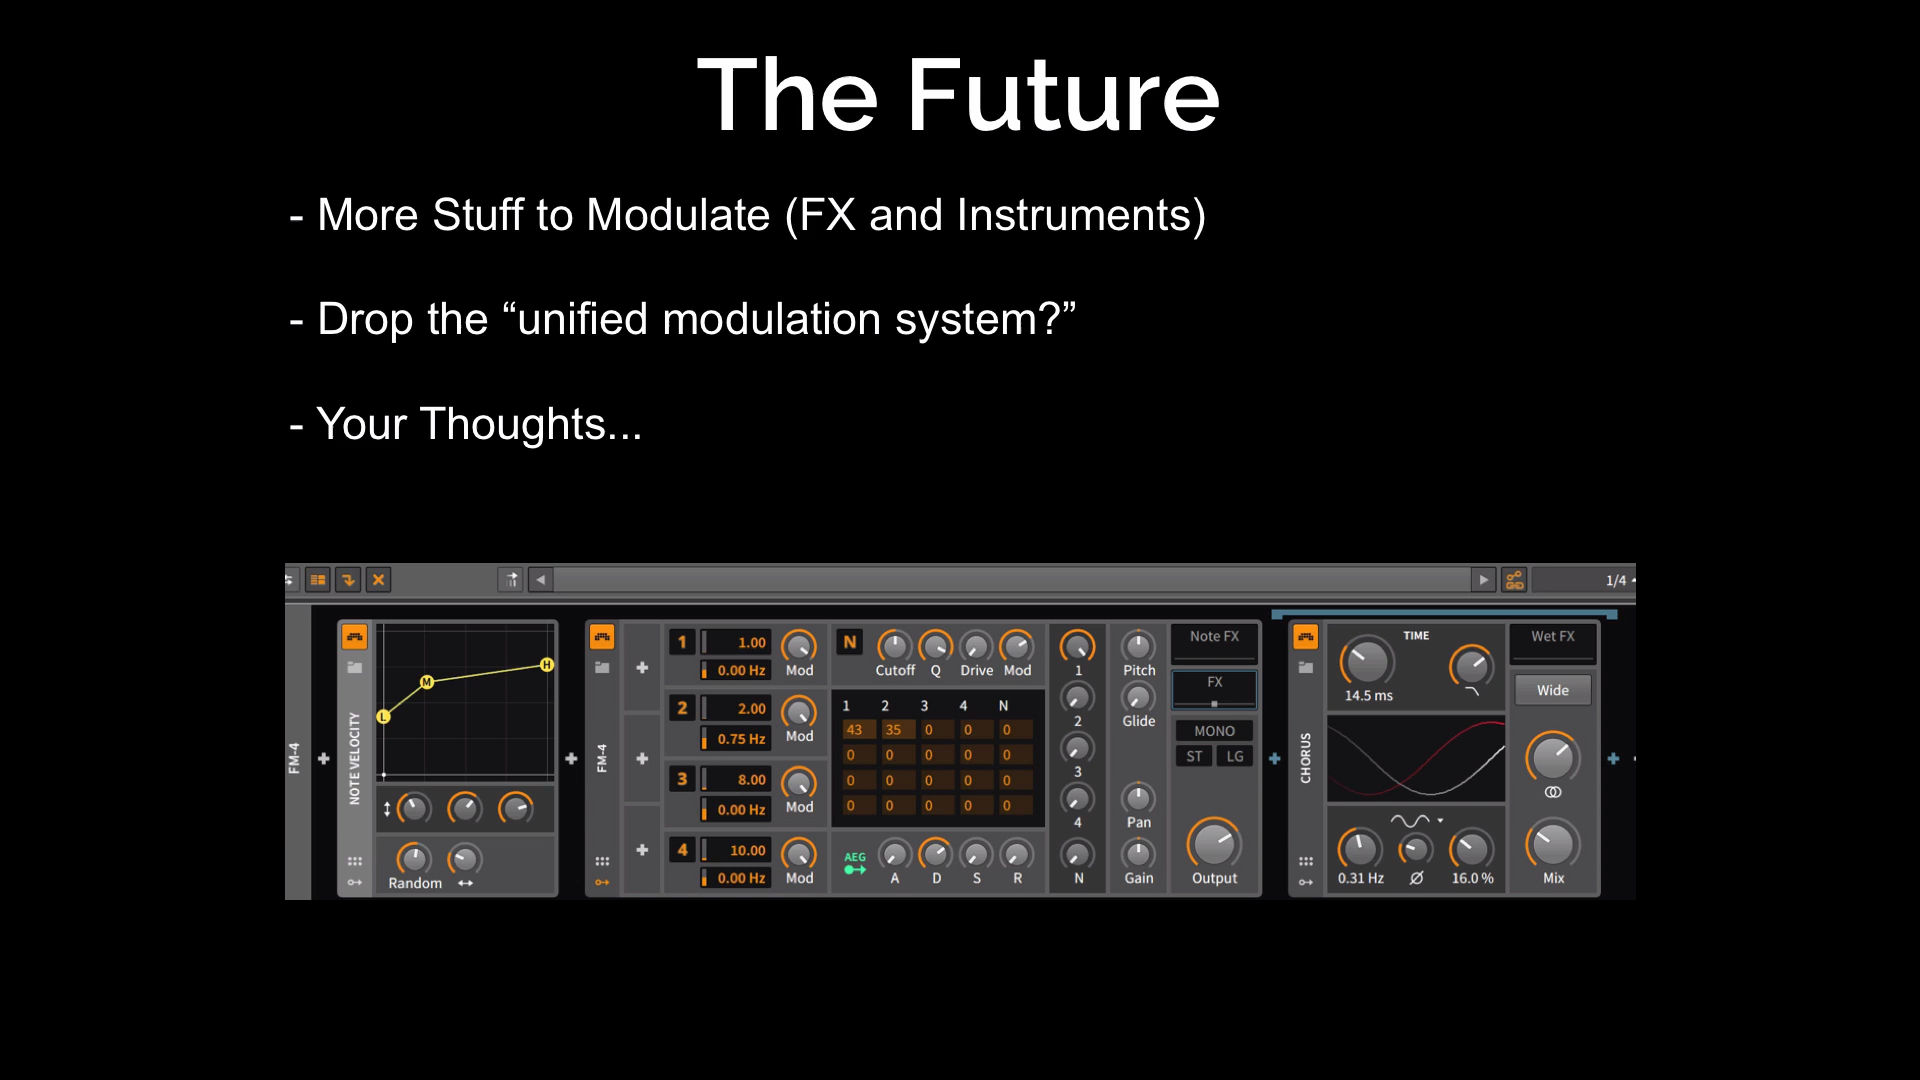 The Future
- More Stuff to Modulate (FX and Instruments)
- Drop the “unified modulation system?”
- Your Thoughts...
1/4
FM-4
NOTE VELOCITY
L
M
H
Random
FM-4
1 1.00
0.00 Hz Mod
2 2.00
0.75 Hz Mod
3 8.00
0.00 Hz Mod
4 10.00
0.00 Hz Mod
N
Cutoff Q Drive Mod
1 2 3 4 N
43 35 0 0 0
0 0 0 0 0
0 0 0 0 0
0 0 0 0 0
AEG
A D S R
1
2
3
4
N
Pitch
Glide
Pan
Gain
Note FX
FX
MONO
ST LG
Output
CHORUS
TIME
14.5 ms
0.31 Hz 16.0 %
Wet FX
Wide
Mix